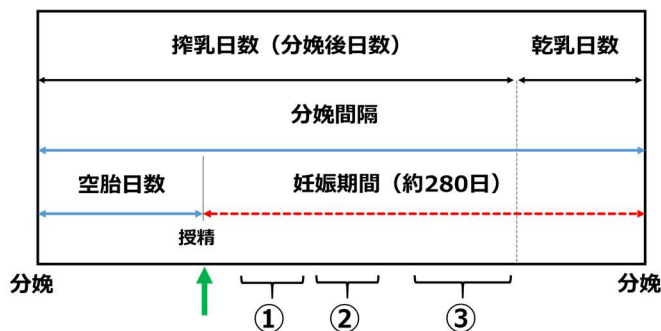 搾乳日数（分娩後日数） 乾乳日数
分娩間隔
空胎日数 妊娠期間（約280日）
授精
分娩 分娩
① ② ③